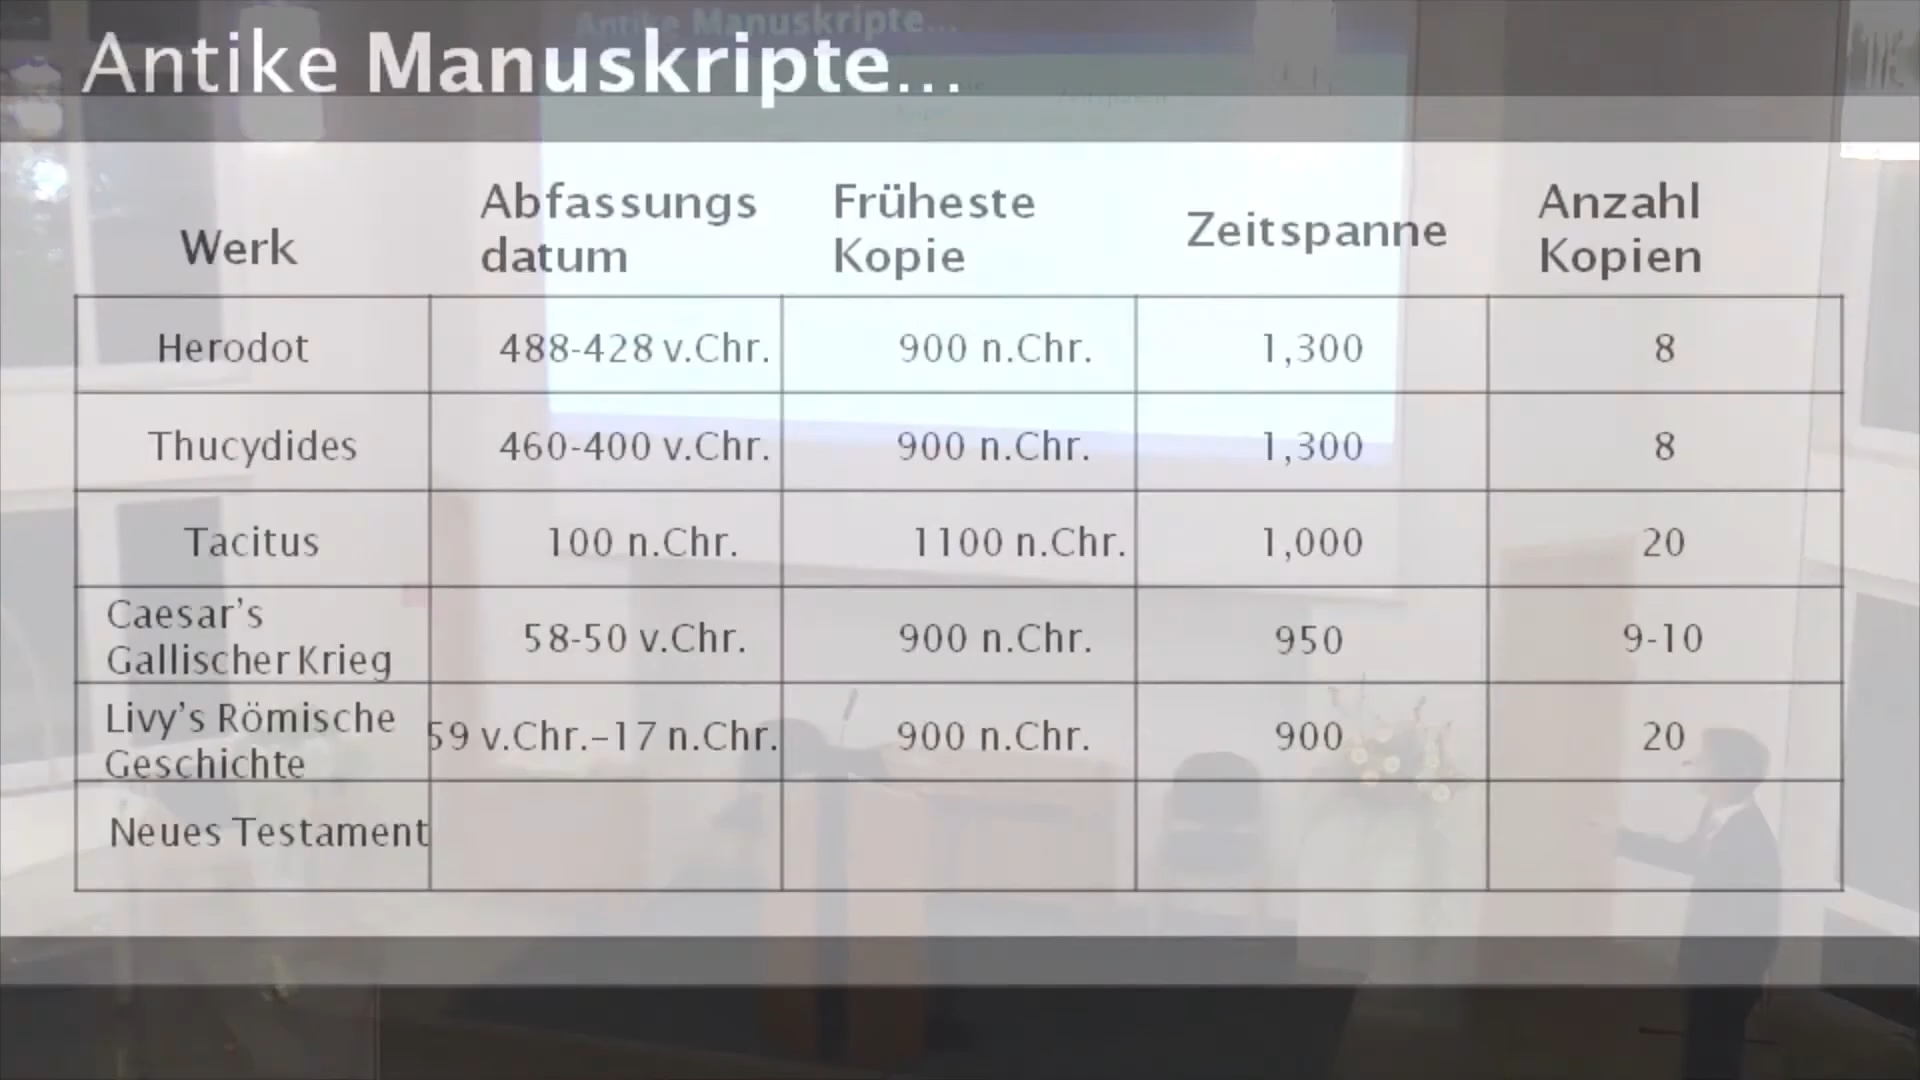 Antike Manuskripte...
Antike Manuskripte...
Werk
Abfassungs
datum
Früheste
Kopie
Zeitspanne
Anzahl
Kopien
Herodot 488-428 v.Chr. 900 n.Chr. 1,300 8
Thucydides 460-400 v.Chr. 900 n.Chr. 1,300 8
Tacitus 100 n.Chr. 1100 n.Chr. 1,000 20
Caesar’s
Gallischer Krieg
58-50 v.Chr. 900 n.Chr. 950 9-10
Livy’s Römische
Geschichte
59 v.Chr.–17 n.Chr. 900 n.Chr. 900 20
Neues Testament